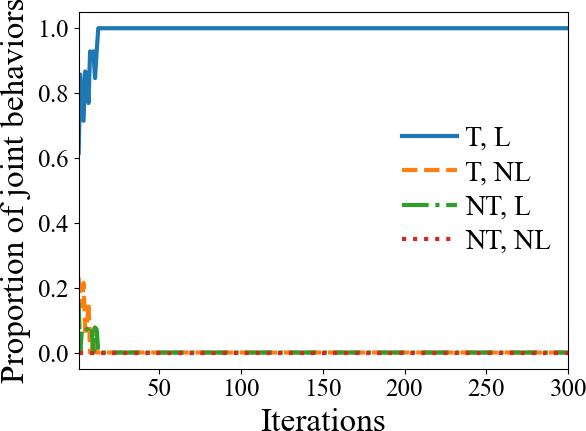 Proportion of joint behaviors
1.0
0.8
0.6
0.4
0.2
0.0
T, L
T, NL
NT, L
NT, NL
50 100 150 200 250 300
Iterations